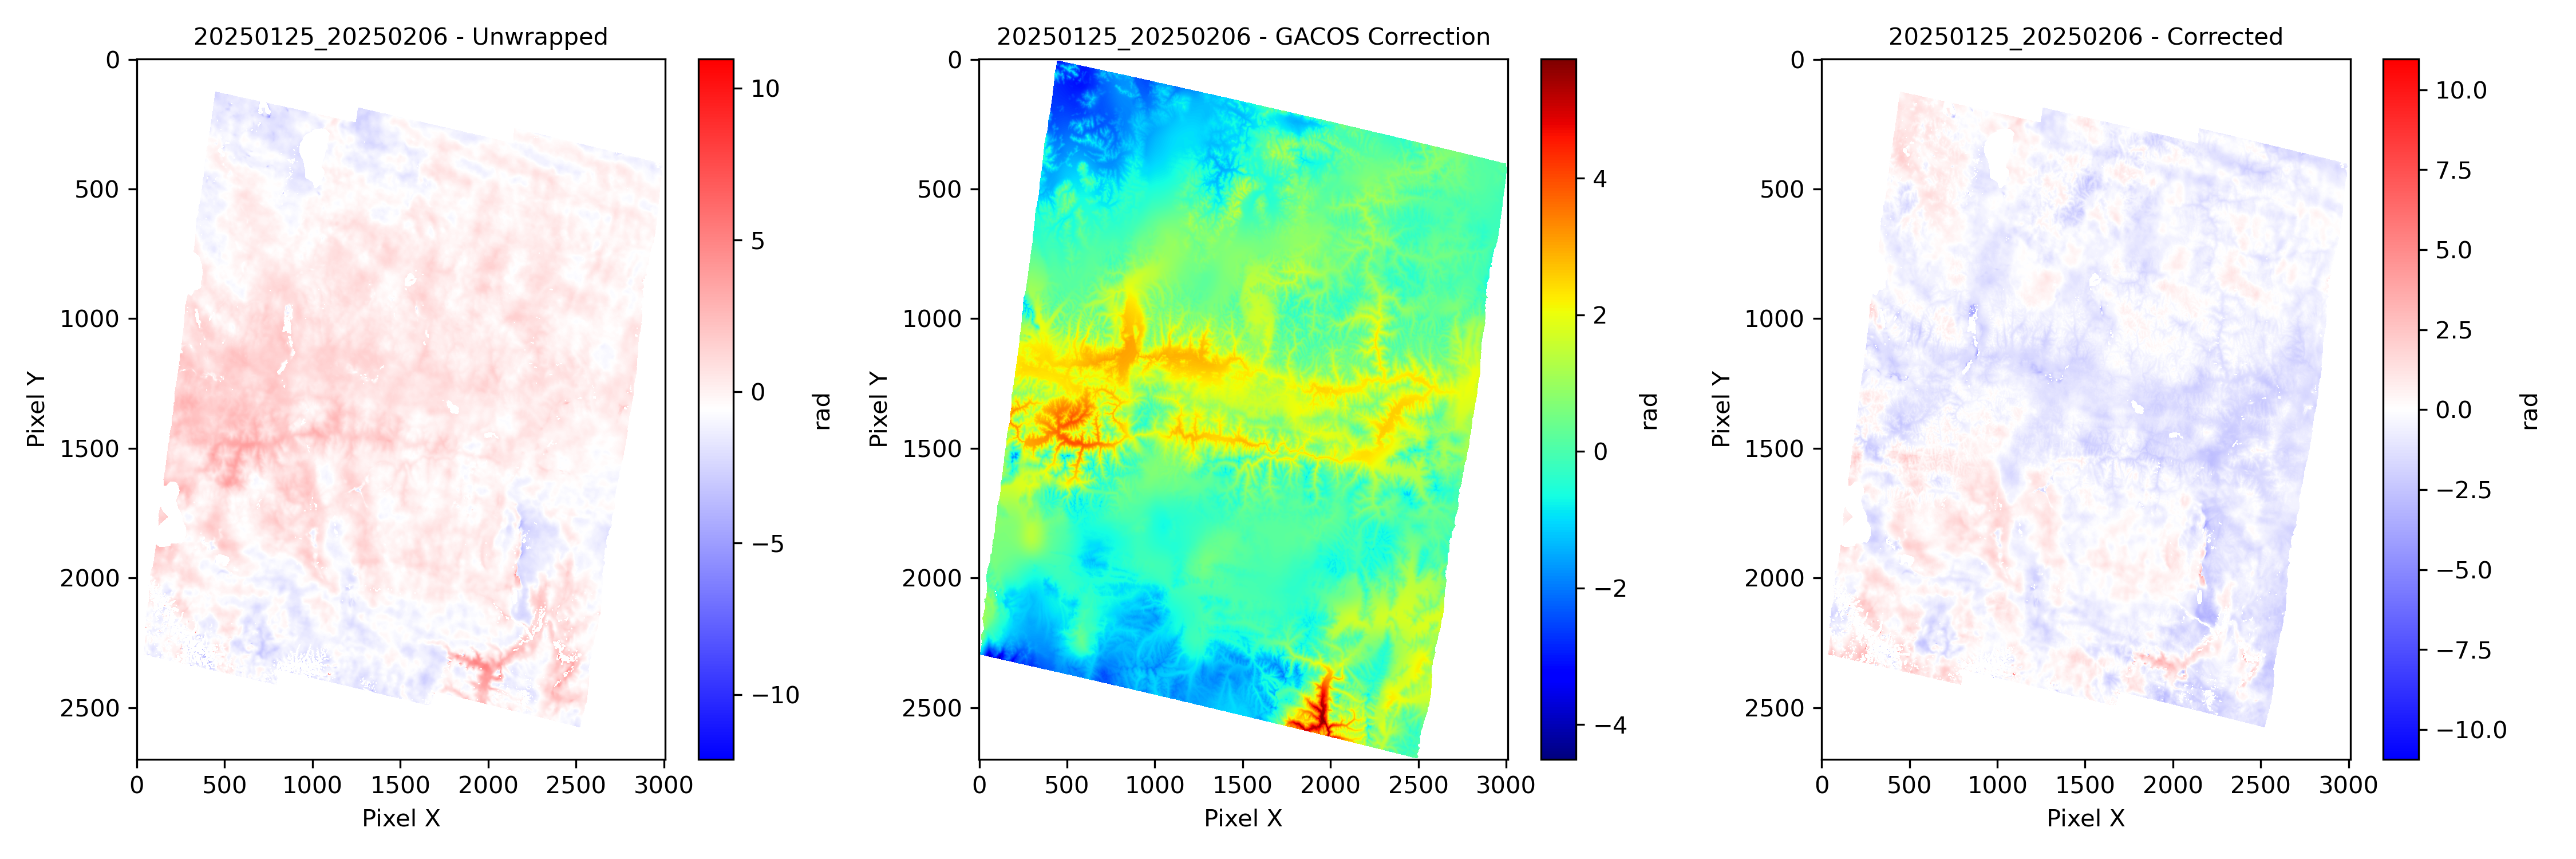 20250125_20250206 - Unwrapped
0
500
1000
1500
2000
2500
Pixel Y
0 500 1000 1500 2000 2500 3000
Pixel X
10
5
0
−5
−10
rad
20250125_20250206 - GACOS Correction
0
500
1000
1500
2000
2500
Pixel Y
0 500 1000 1500 2000 2500 3000
Pixel X
4
2
0
−2
−4
rad
20250125_20250206 - Corrected
0
500
1000
1500
2000
2500
Pixel Y
0 500 1000 1500 2000 2500 3000
Pixel X
10.0
7.5
5.0
2.5
0.0
−2.5
−5.0
−7.5
−10.0
rad